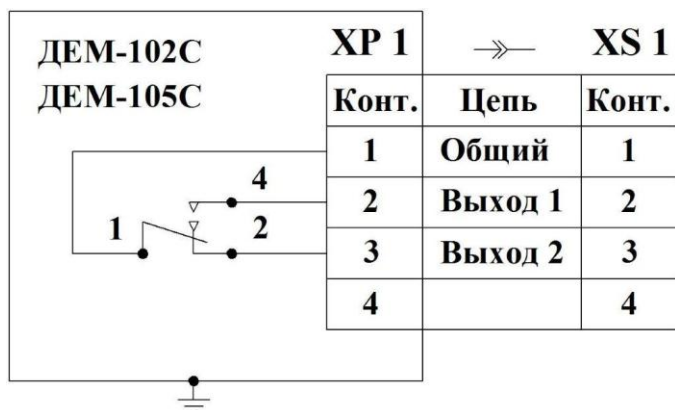 ДЕМ-102С
ДЕМ-105С
XP 1 XS 1
Конт. Цепь Конт.
1 Общий 1
2 Выход 1 2
3 Выход 2 3
4 4
4
1 2